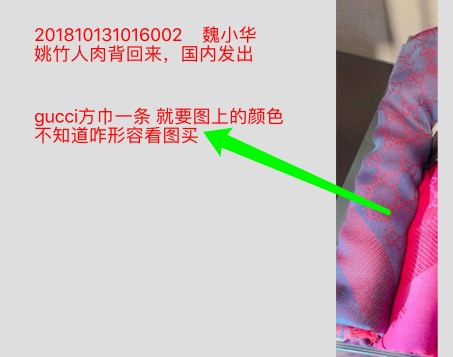 201810131016002 魏小华
姚竹人肉背回来，国内发出
gucci方巾一条 就要图上的颜色
不知道咋形容看图买